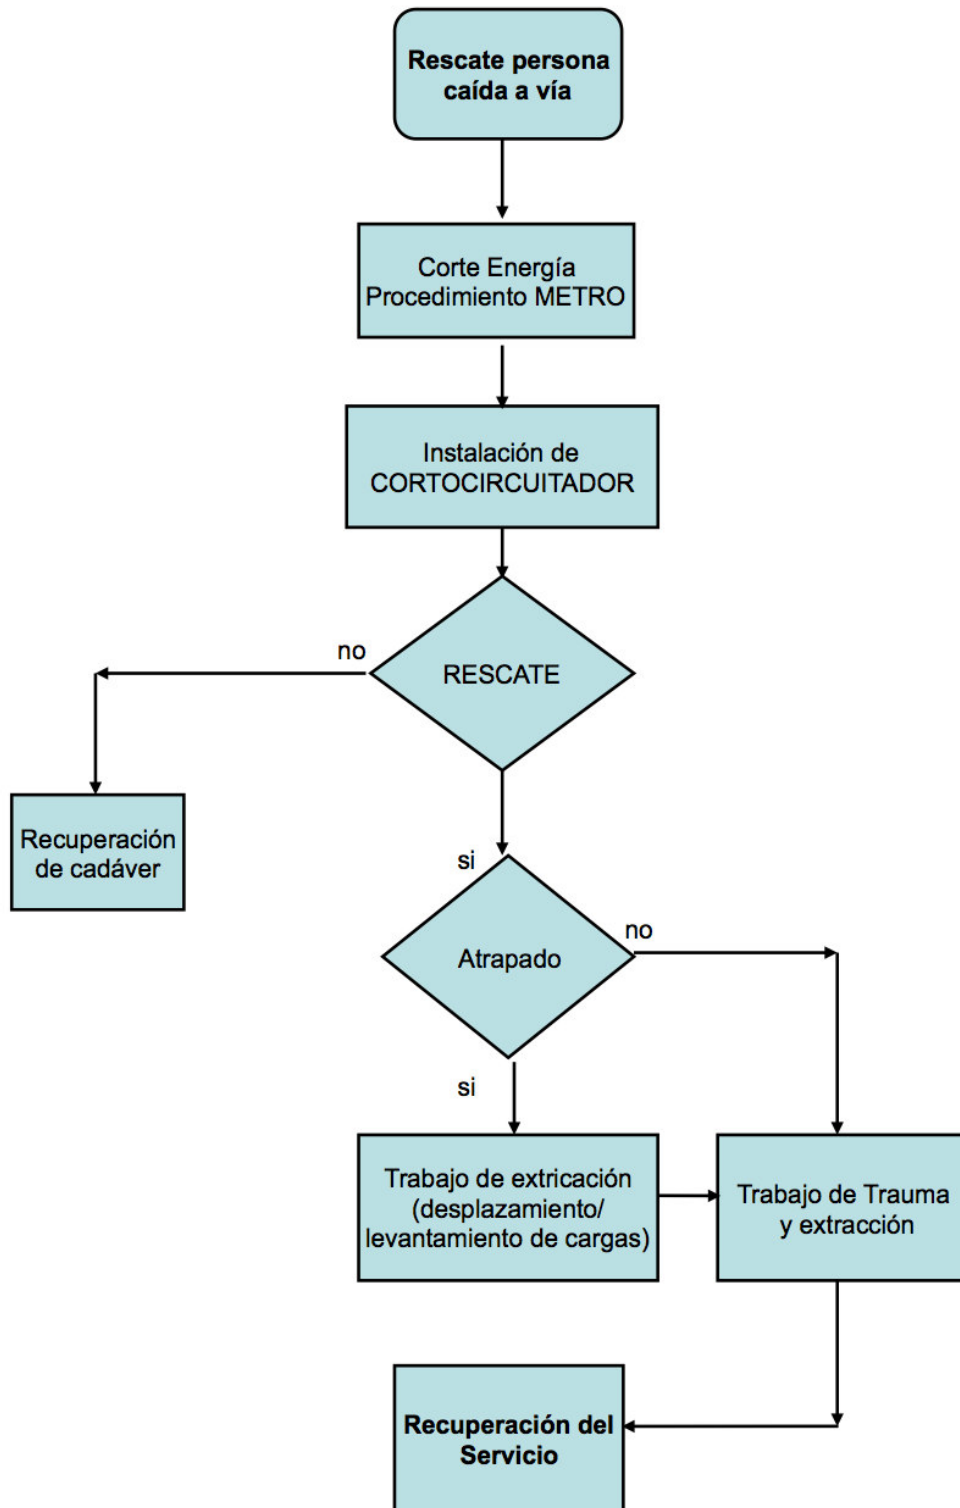 Rescate persona
caída a vía
Corte Energía
Procedimiento METRO
Instalación de
CORTOCIRCUITADOR
no
RESCATE
Recuperación
de cadáver
si
no
Atrapado
si
Trabajo de extricación
(desplazamiento/
levantamiento de cargas)
Trabajo de Trauma
y extracción
Recuperación del
Servicio